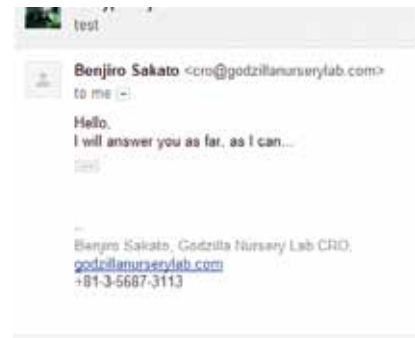 test
Benjiro Sakato <cro@godzillanurserylab.com>
to me
Hello,
I will answer you as far, as I can...
--
Benjiro Sakato, Godzilla Nursery Lab CRO,
godzillanurserylab.com
+81-3-5687-3113